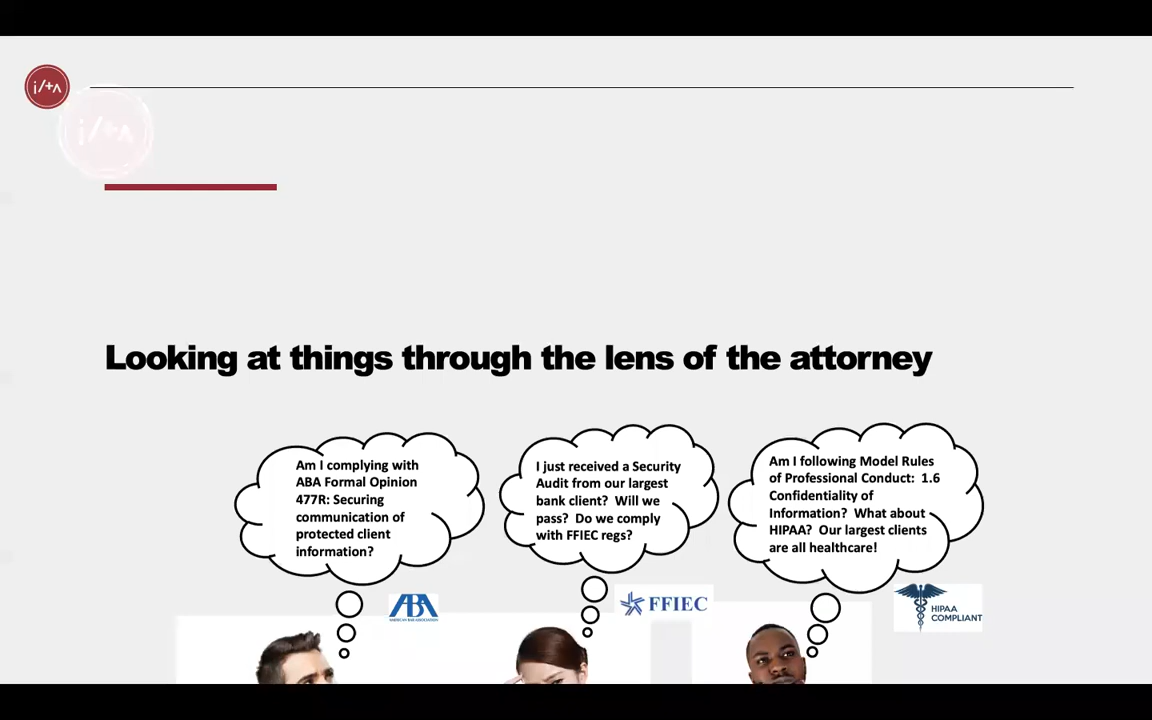 i/+ʌ
i/+ʌ
Looking at things through the lens of the attorney
Am I complying with
ABA Formal Opinion
477R: Securing
communication of
protected client
information?
I just received a Security
Audit from our largest
bank client? Will we
pass? Do we comply
with FFIEC regs?
Am I following Model Rules
of Professional Conduct: 1.6
Confidentiality of
Information? What about
HIPAA? Our largest clients
are all healthcare!
ABA
AMERICAN BAR ASSOCIATION
FFIEC
HIPAA
COMPLIANT